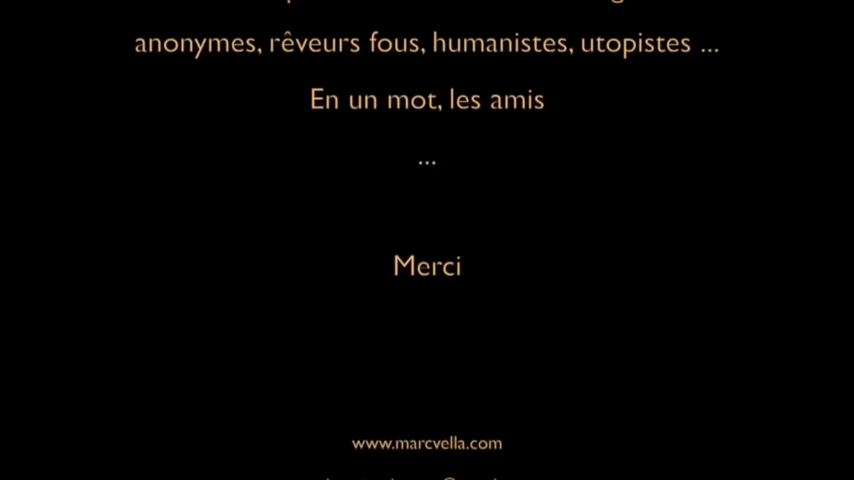 anonymes, rêveurs fous, humanistes, utopistes ...
En un mot, les amis
...
Merci
www.marcvella.com